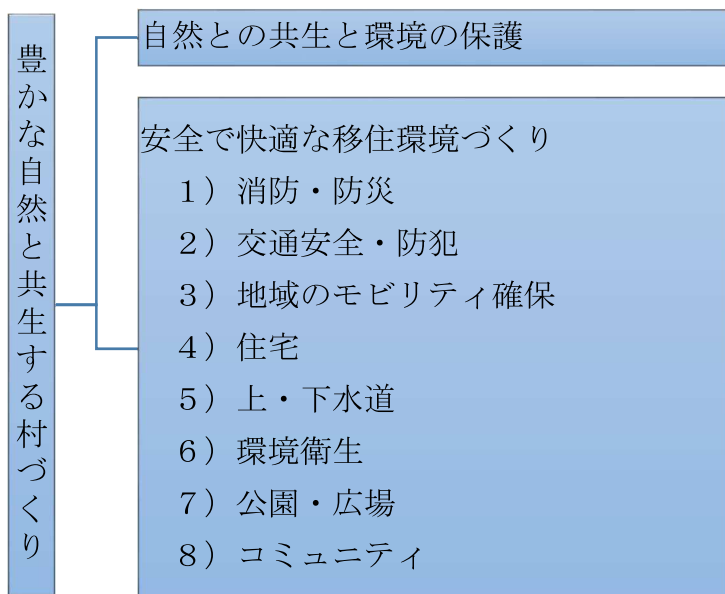 豊かな自然と共生する村づくり
自然との共生と環境の保護
安全で快適な移住環境づくり
１）消防・防災
２）交通安全・防犯
３）地域のモビリティ確保
４）住宅
５）上・下水道
６）環境衛生
７）公園・広場
８）コミュニティ